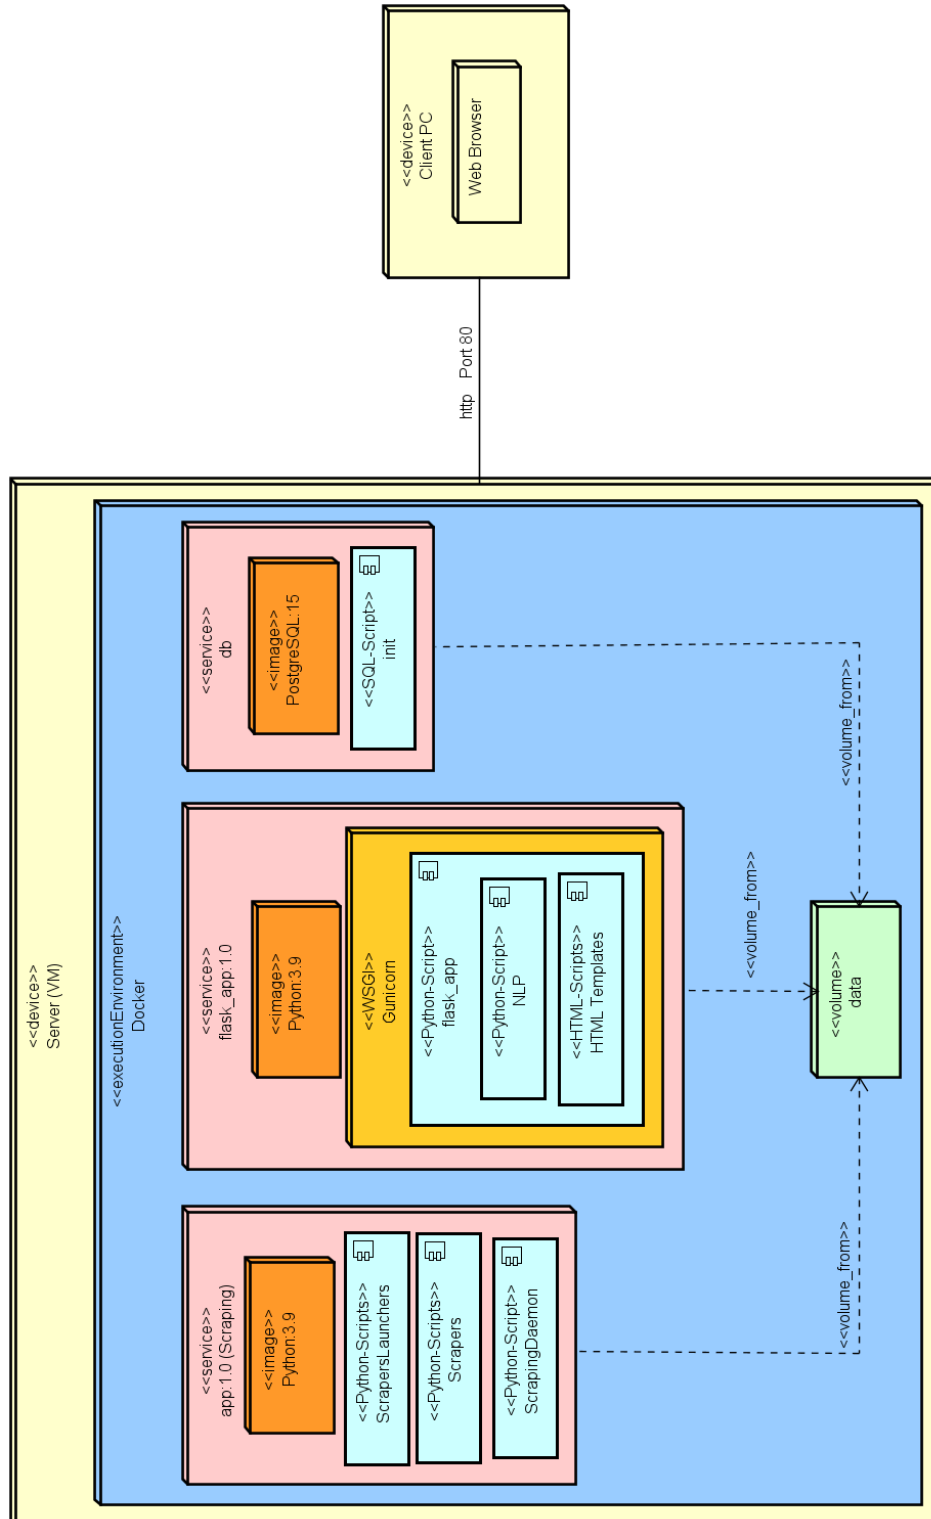 <<device>>
Server (VM)
<<executionEnvironment>>
Docker
<<service>>
app:1.0 (Scraping)
<<image>>
Python:3.9
<<Python-Scripts>>
ScrapersLaunchers
<<Python-Scripts>>
Scrapers
<<Python-Script>>
ScrapingDaemon
<<service>>
flask_app:1.0
<<image>>
Python:3.9
<<WSGI>>
Gunicorn
<<Python-Script>>
flask_app
<<Python-Script>>
NLP
<<HTML-Scripts>>
HTML Templates
<<service>>
db
<<image>>
PostgreSQL:15
<<SQL-Script>>
init
<<volume_from>>
<<volume_from>>
<<volume_from>>
<<volume>>
data
http Port 80
<<device>>
Client PC
Web Browser